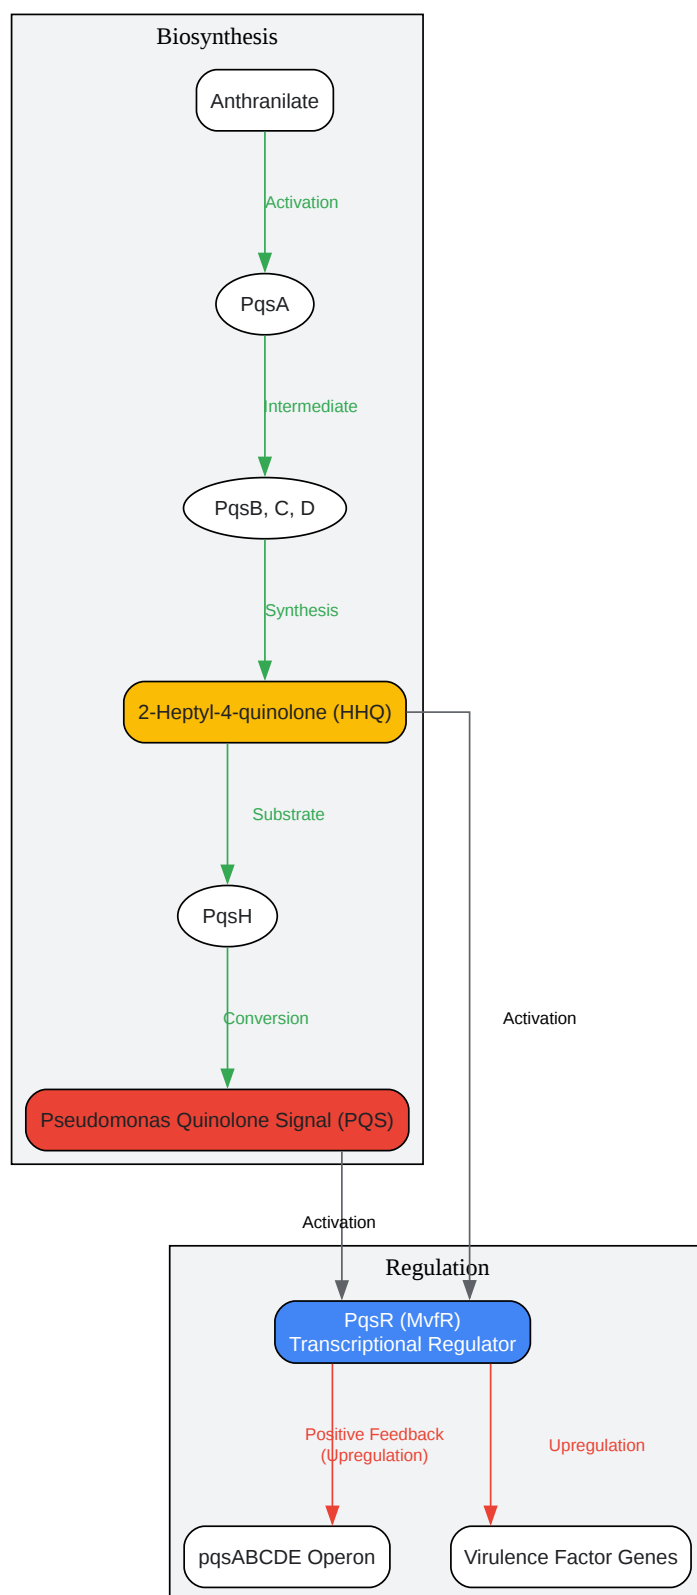 Biosynthesis
Anthranilate
Activation
PqsA
Intermediate
PqsB, C, D
Synthesis
2-Heptyl-4-quinolone (HHQ)
Substrate
PqsH
Conversion
Activation
Pseudomonas Quinolone Signal (PQS)
Activation
Regulation
PqsR (MvfR)
Transcriptional Regulator
Positive Feedback
(Upregulation)
Upregulation
pqsABCDE Operon
Virulence Factor Genes